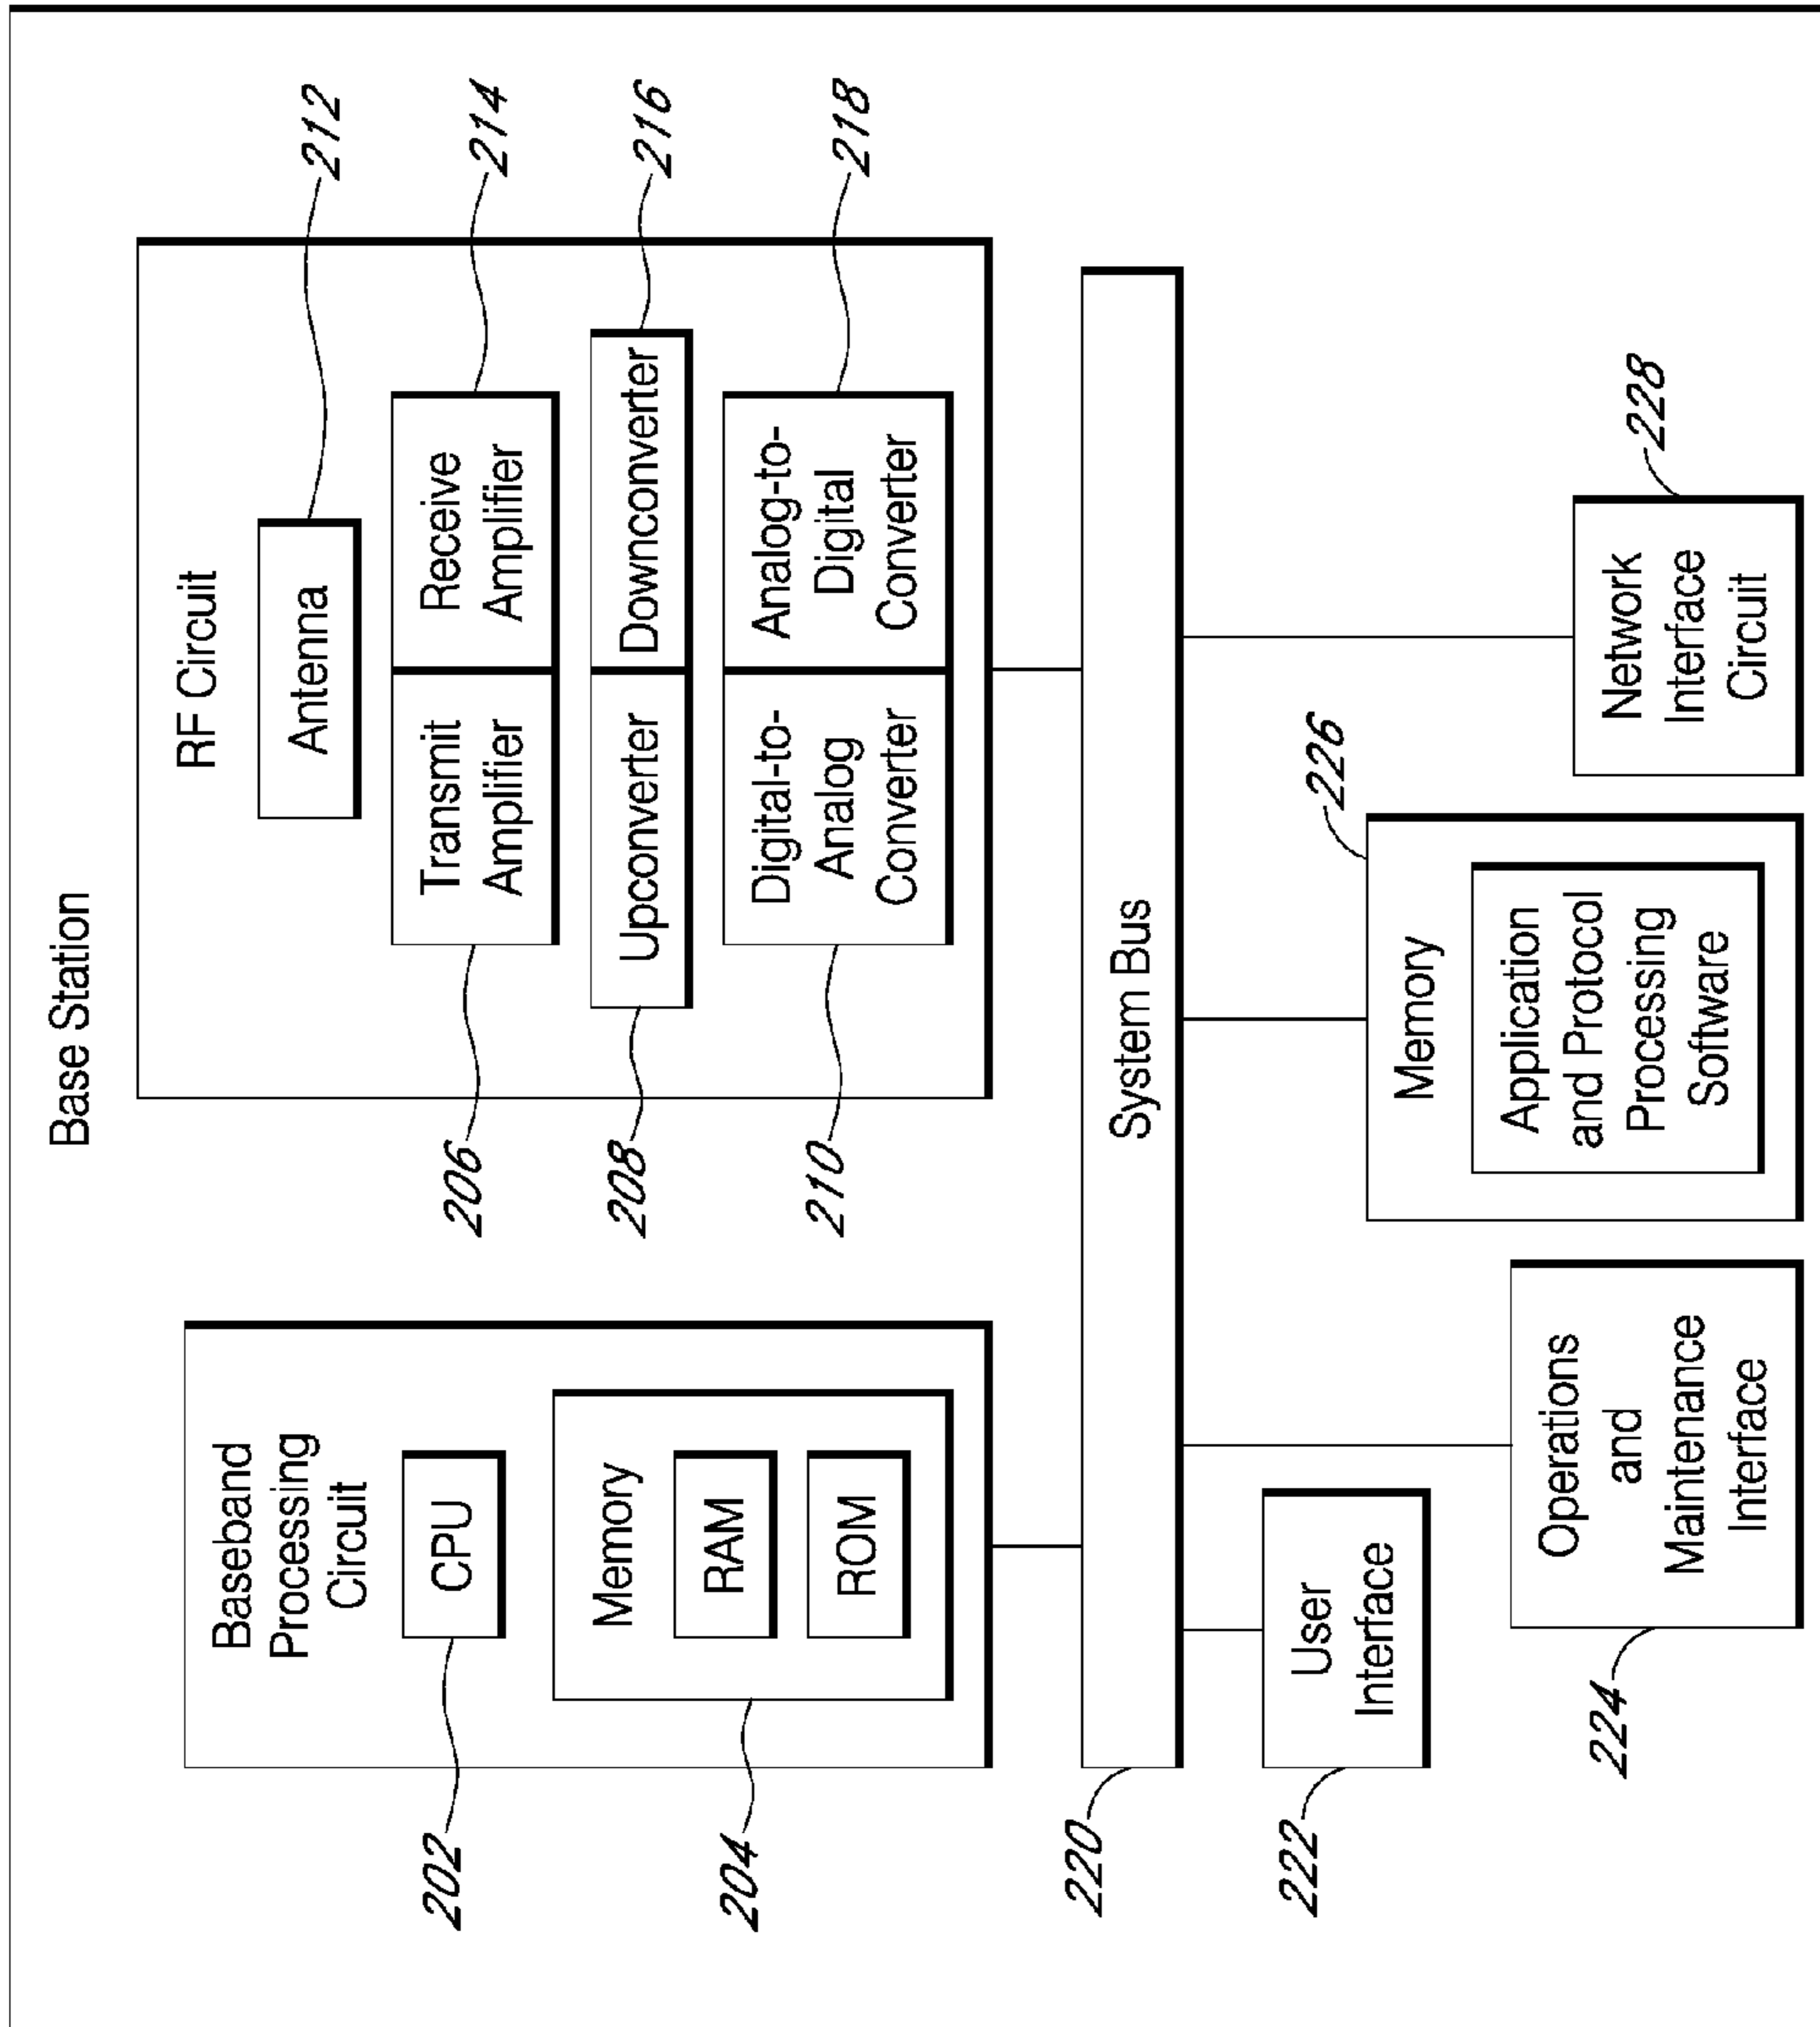 Base Station
Baseband
Processing
Circuit
CPU
Memory
RAM
ROM
202
204
RF Circuit
Antenna
Transmit
Amplifier
Receive
Amplifier
Upconverter
Downconverter
Digital-to-
Analog
Converter
Analog-to-
Digital
Converter
206
208
210
212
214
216
218
System Bus
220
User
Interface
222
Operations
and
Maintenance
Interface
224
Memory
Application
and Protocol
Processing
Software
226
Network
Interface
Circuit
228